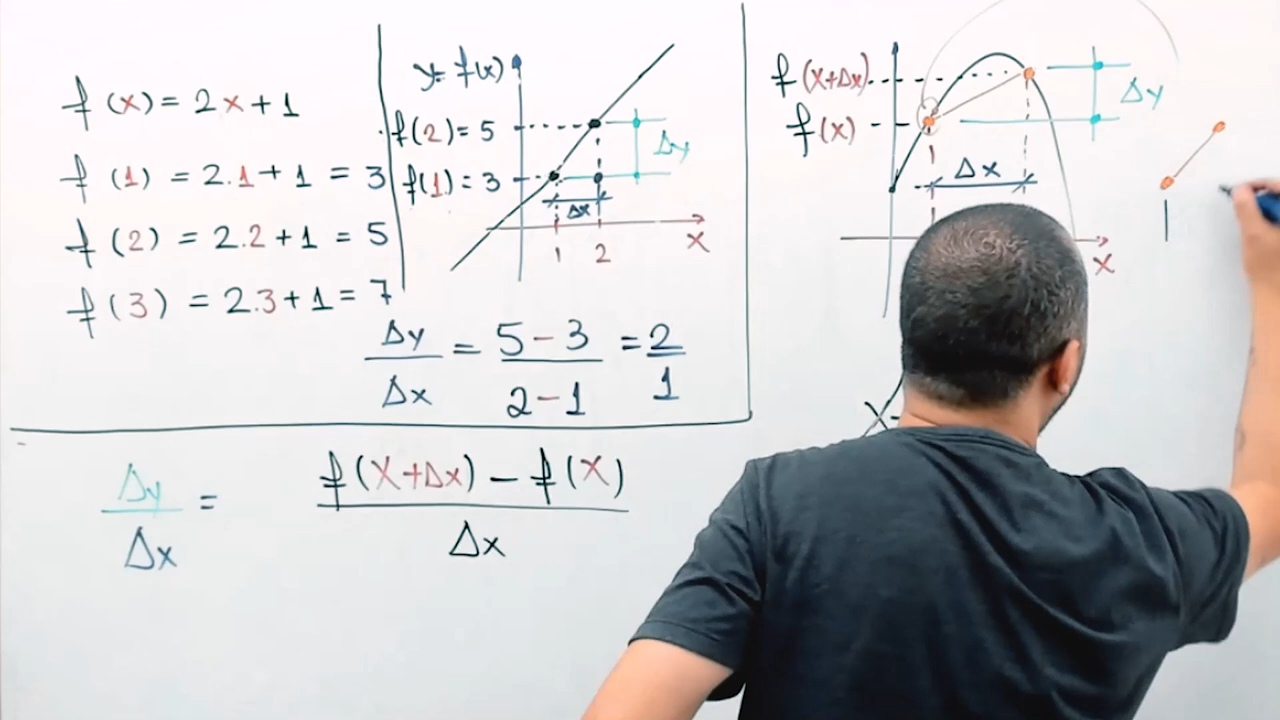 f(x) = 2x+1
f(1) = 2.1+1 = 3
f(2) = 2.2+1 = 5
f(3) = 2.3+1 = 7
y= f(x)
f(2)= 5
f(1)= 3
Δy
Δx
1 2
x
Δy/Δx = 5-3/2-1 = 2/1
Δy/Δx = f(x+Δx) - f(x)/Δx
f(x+Δx)
f(x)
Δx
Δy
x